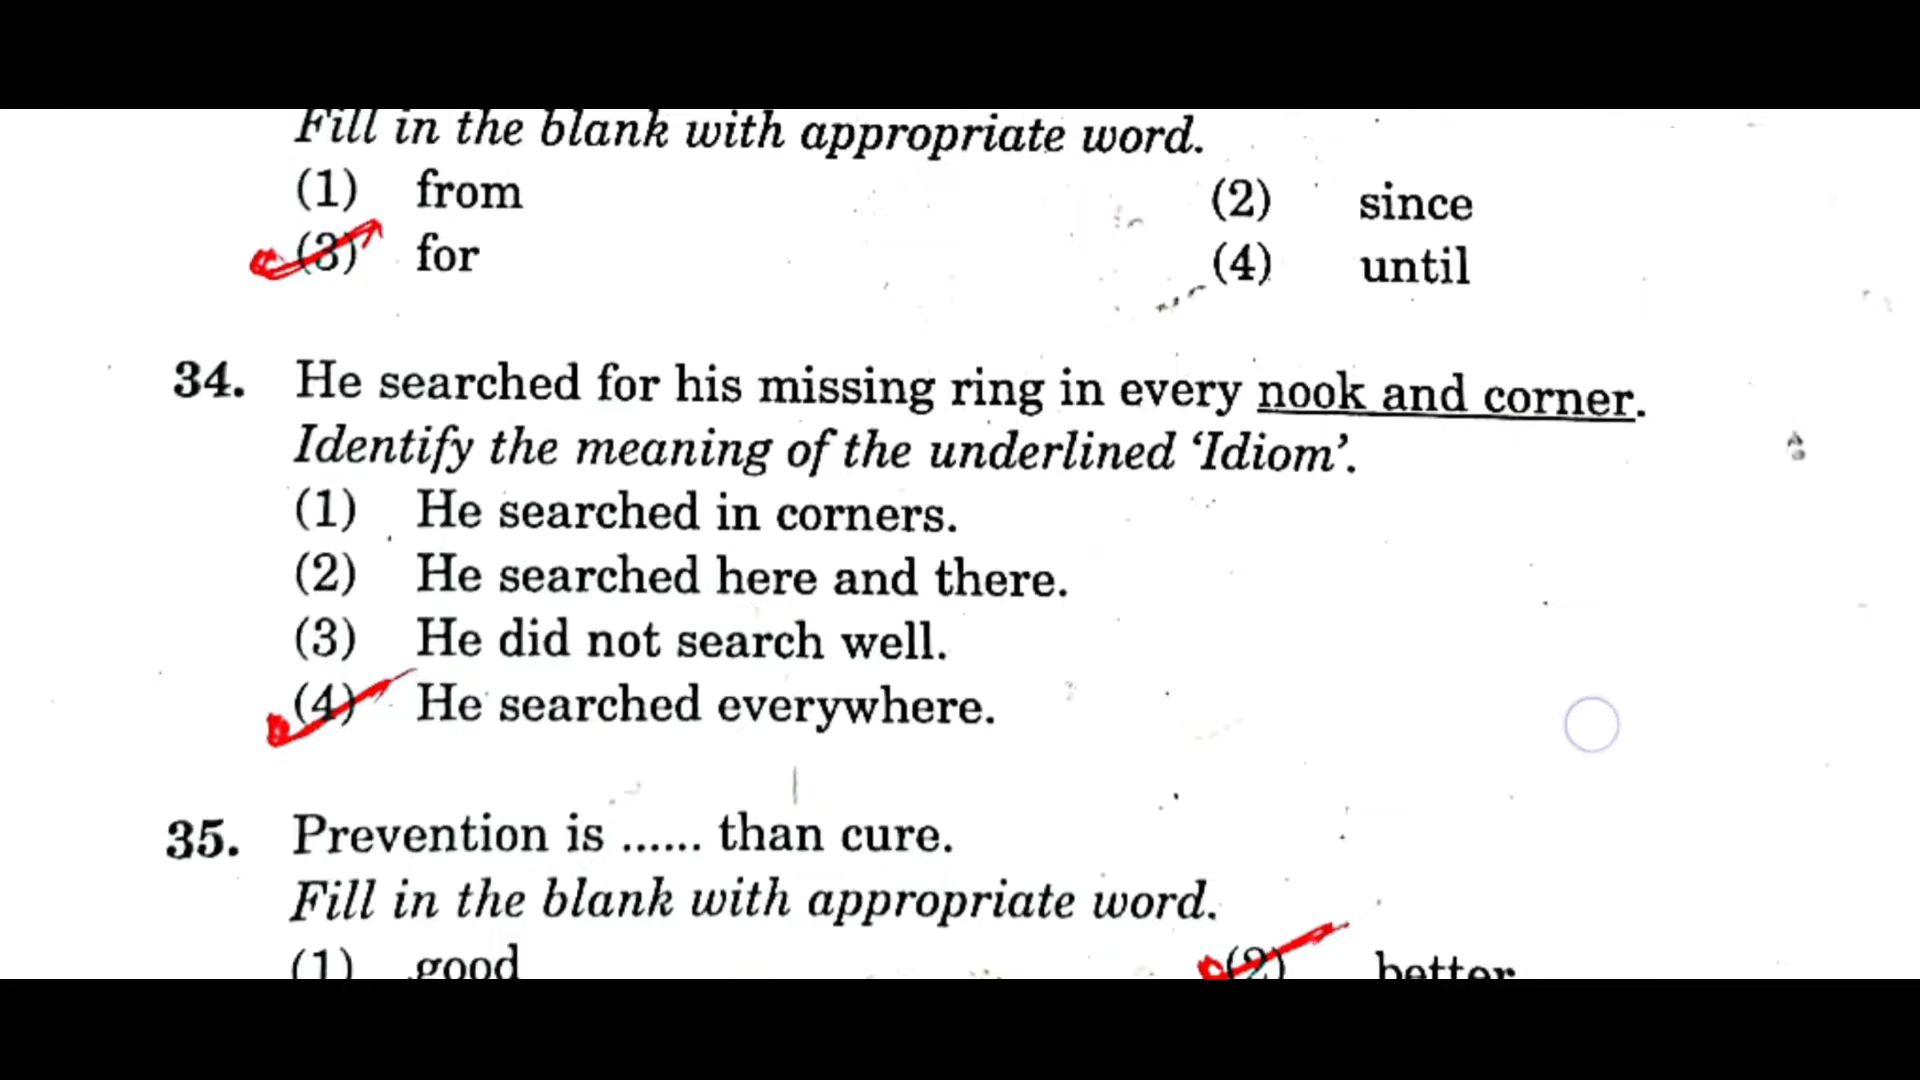 Fill in the blank with appropriate word.
(1) from (2) since
(3) for (4) until
34. He searched for his missing ring in every nook and corner.
Identify the meaning of the underlined ‘Idiom’.
(1) He searched in corners.
(2) He searched here and there.
(3) He did not search well.
(4) He searched everywhere.
35. Prevention is ...... than cure.
Fill in the blank with appropriate word.
(1) good (2) better